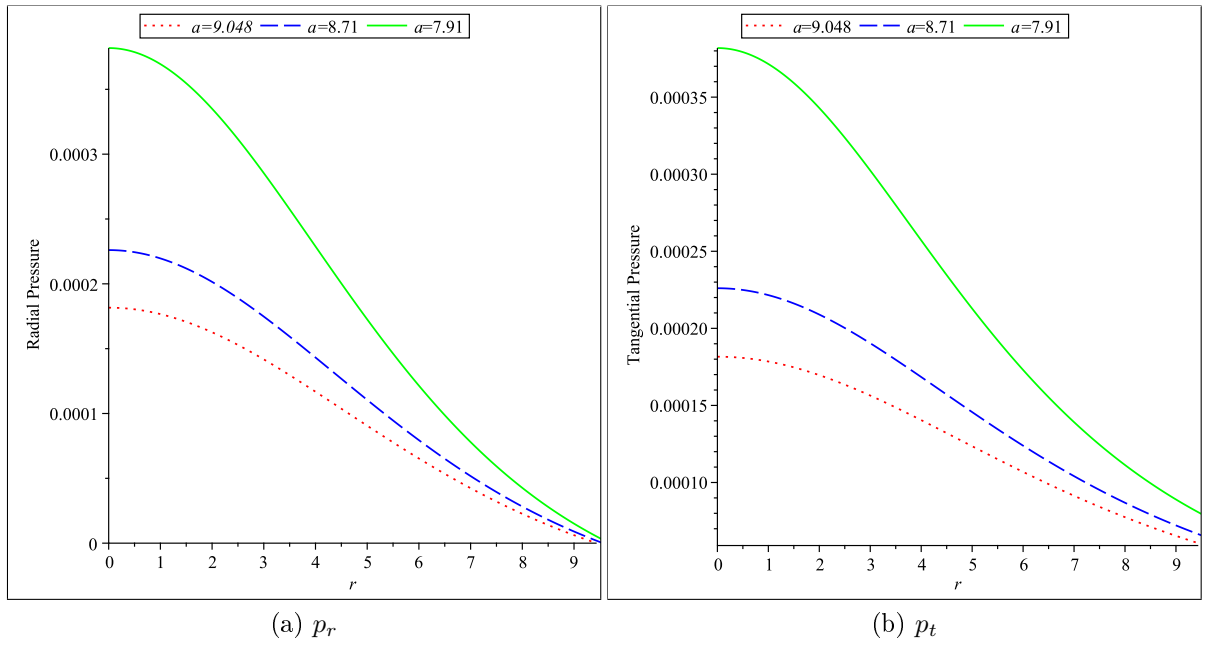 a=9.048 a=8.71 a=7.91
0.0003
0.0002
0.0001
0
Radial Pressure
0 1 2 3 4 5 6 7 8 9
r
(a) p_r
a=9.048 a=8.71 a=7.91
0.00035
0.00030
0.00025
0.00020
0.00015
0.00010
Tangential Pressure
0 1 2 3 4 5 6 7 8 9
r
(b) p_t